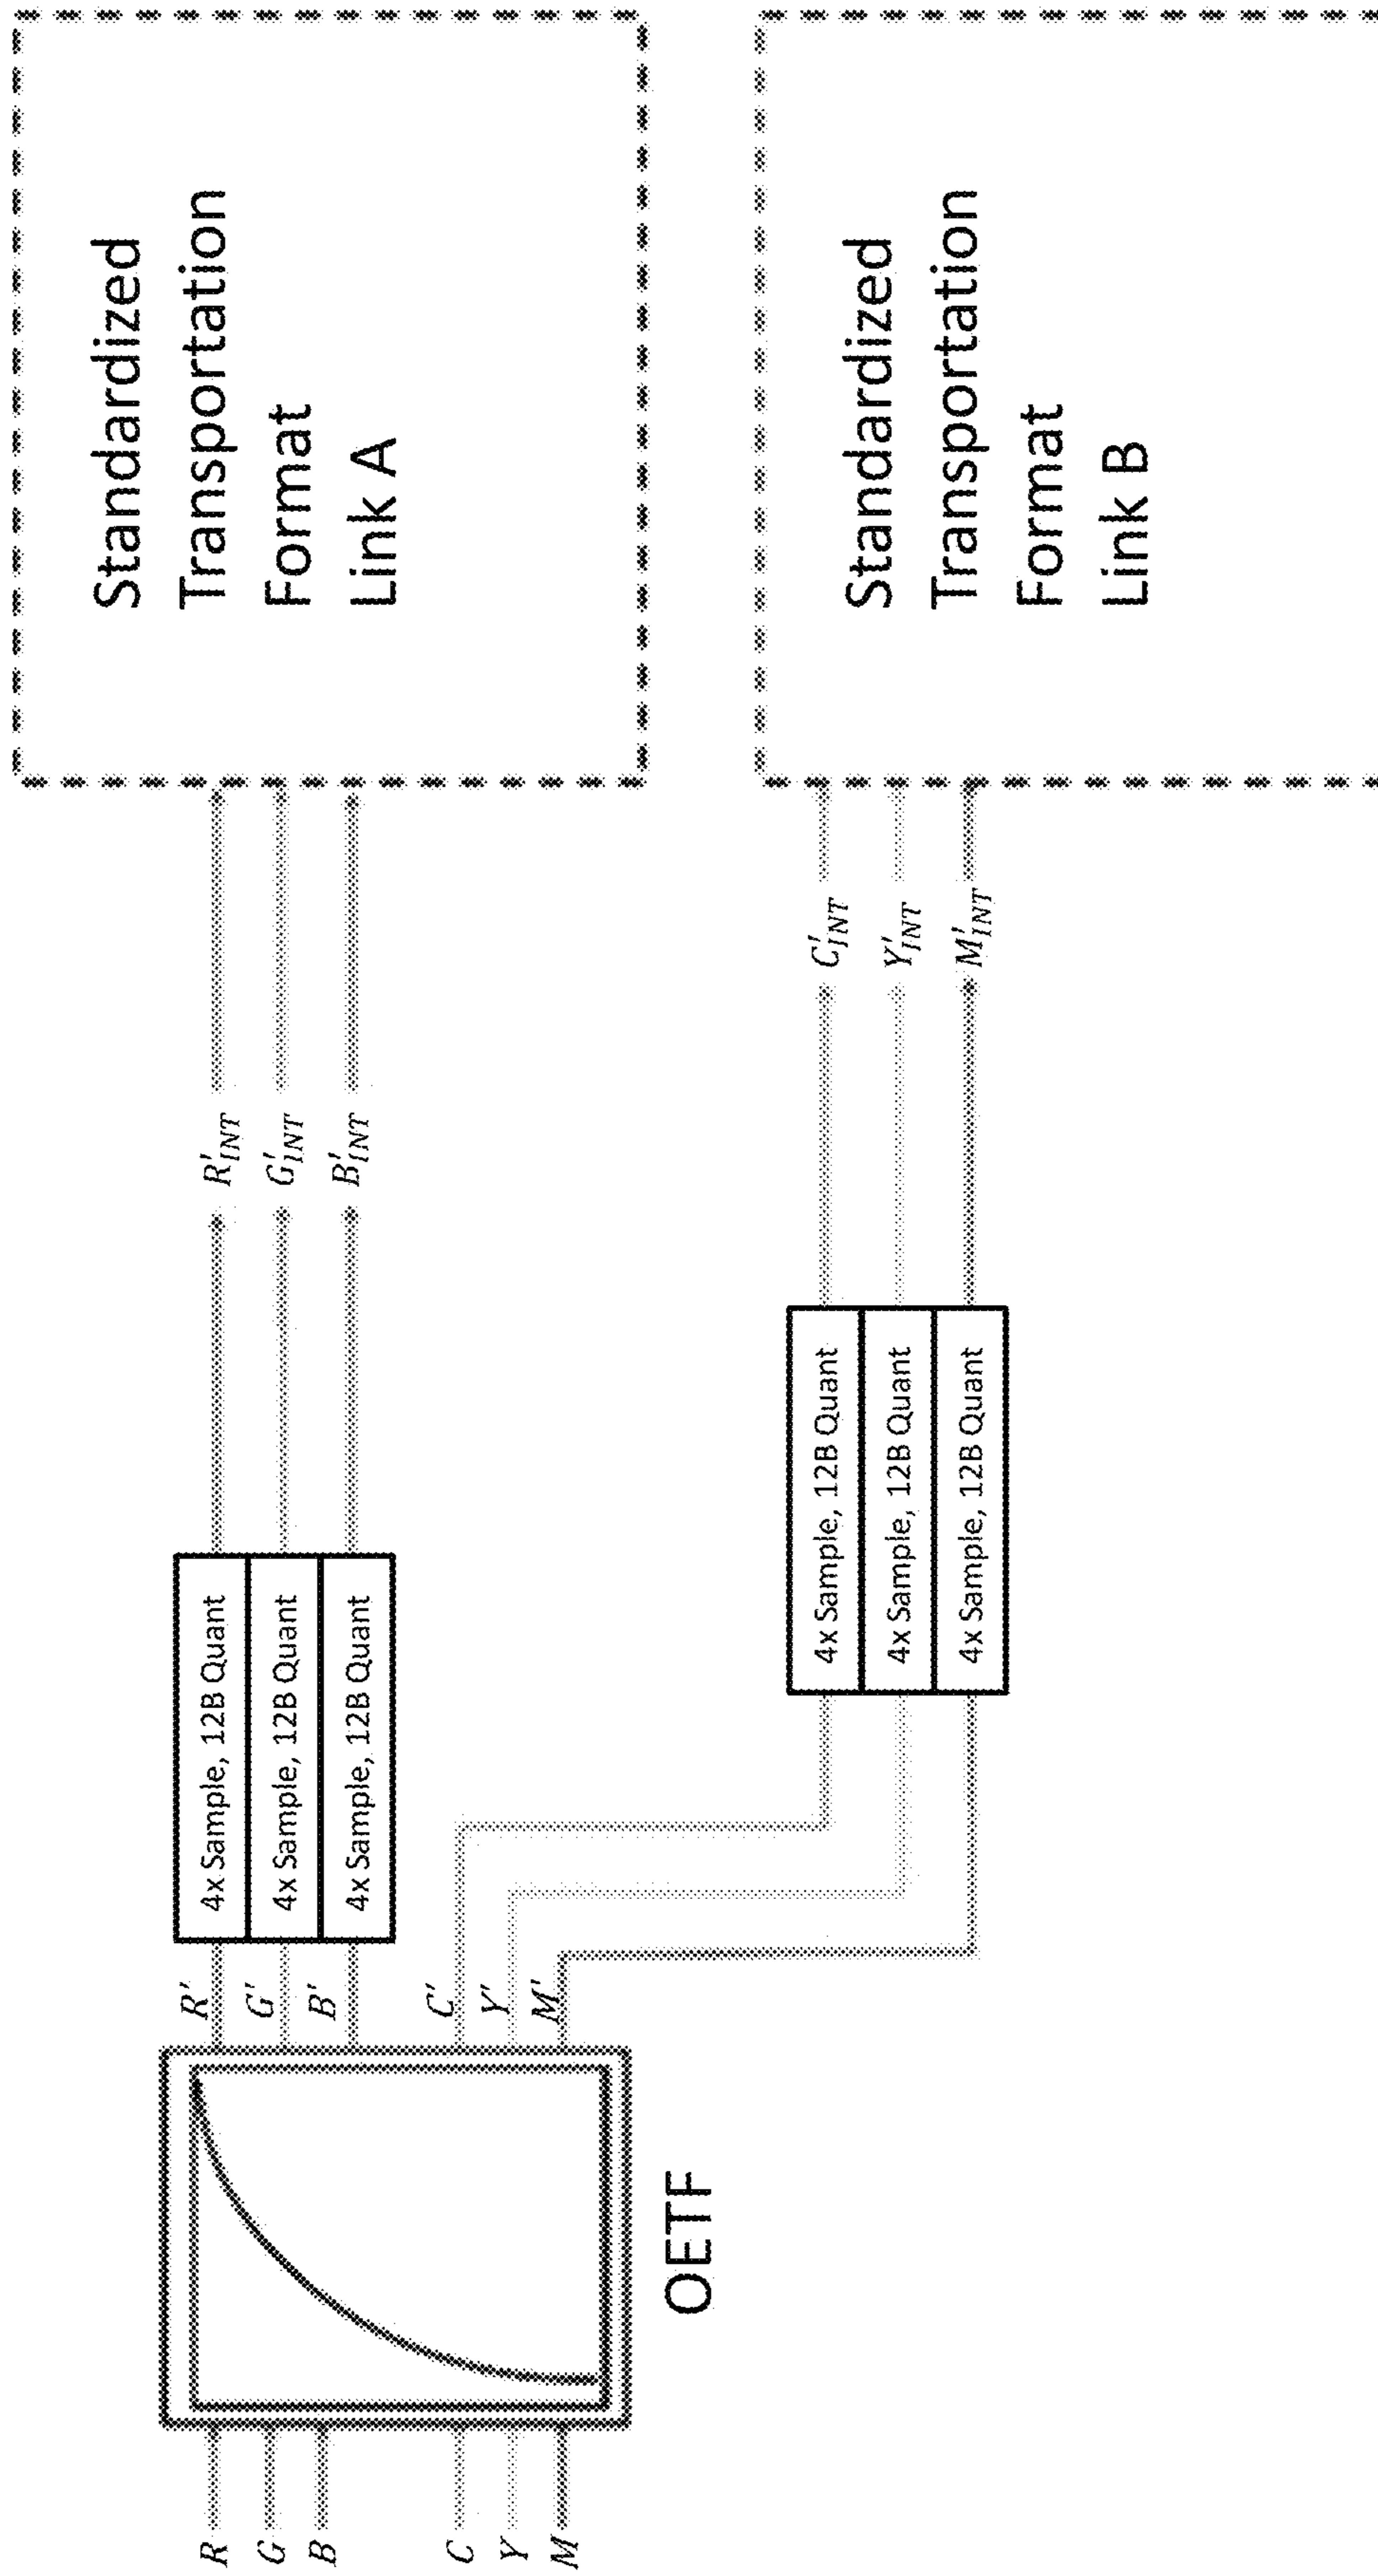 R
G
B
C
Y
M
OETF
R'
G'
B'
C'
Y'
M'
4x Sample, 12B Quant
4x Sample, 12B Quant
4x Sample, 12B Quant
4x Sample, 12B Quant
4x Sample, 12B Quant
4x Sample, 12B Quant
R'INT
G'INT
B'INT
C'INT
Y'INT
M'INT
Standardized
Transportation
Format
Link A
Standardized
Transportation
Format
Link B